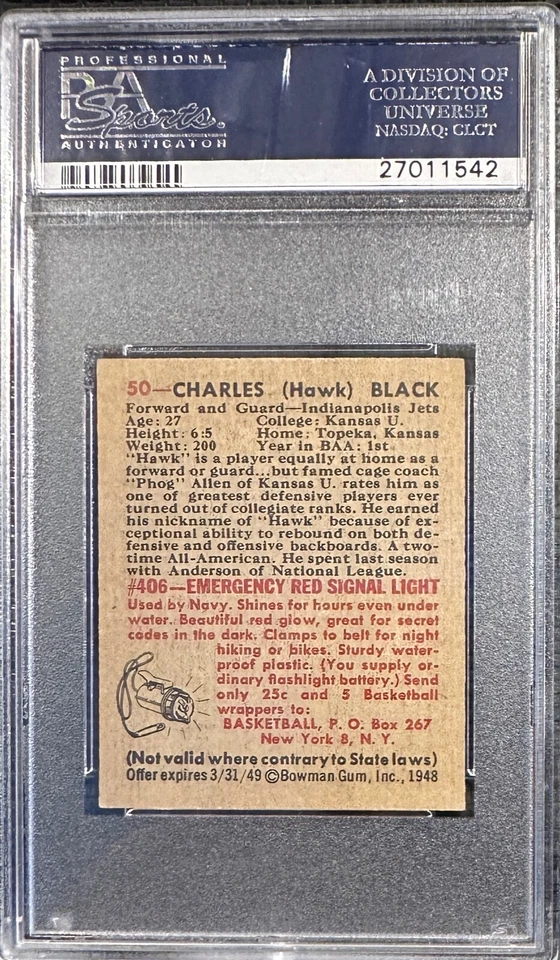 PROFESSIONAL
PSA
Sports
AUTHENTICATOR
A DIVISION OF
COLLECTORS
UNIVERSE
NASDAQ: CLCT
27011542
50—CHARLES (Hawk) BLACK
Forward and Guard—Indianapolis Jets
Age: 27 College: Kansas U.
Height: 6:5 Home: Topeka, Kansas
Weight: 200 Year in BAA: 1st
"Hawk" is a player equally at home as a
forward or guard...but famed cage coach
"Phog" Allen of Kansas U. rates him as
one of greatest defensive players ever
turned out of collegiate ranks. He earned
his nickname of "Hawk" because of ex-
ceptional ability to rebound on both de-
fensive and offensive backboards. A two-
time All-American. He spent last season
with Anderson of National League.
#406—EMERGENCY RED SIGNAL LIGHT
Used by Navy. Shines for hours even under
water. Beautiful red glow, great for secret
codes in the dark. Clamps to belt for night
hiking or bikes. Sturdy water-
proof plastic. (You supply or-
dinary flashlight battery.) Send
only 25c and 5 Basketball
wrappers to:
BASKETBALL, P. O. Box 267
New York 8, N. Y.
(Not valid where contrary to State laws)
Offer expires 3/31/49 ©Bowman Gum, Inc., 1948